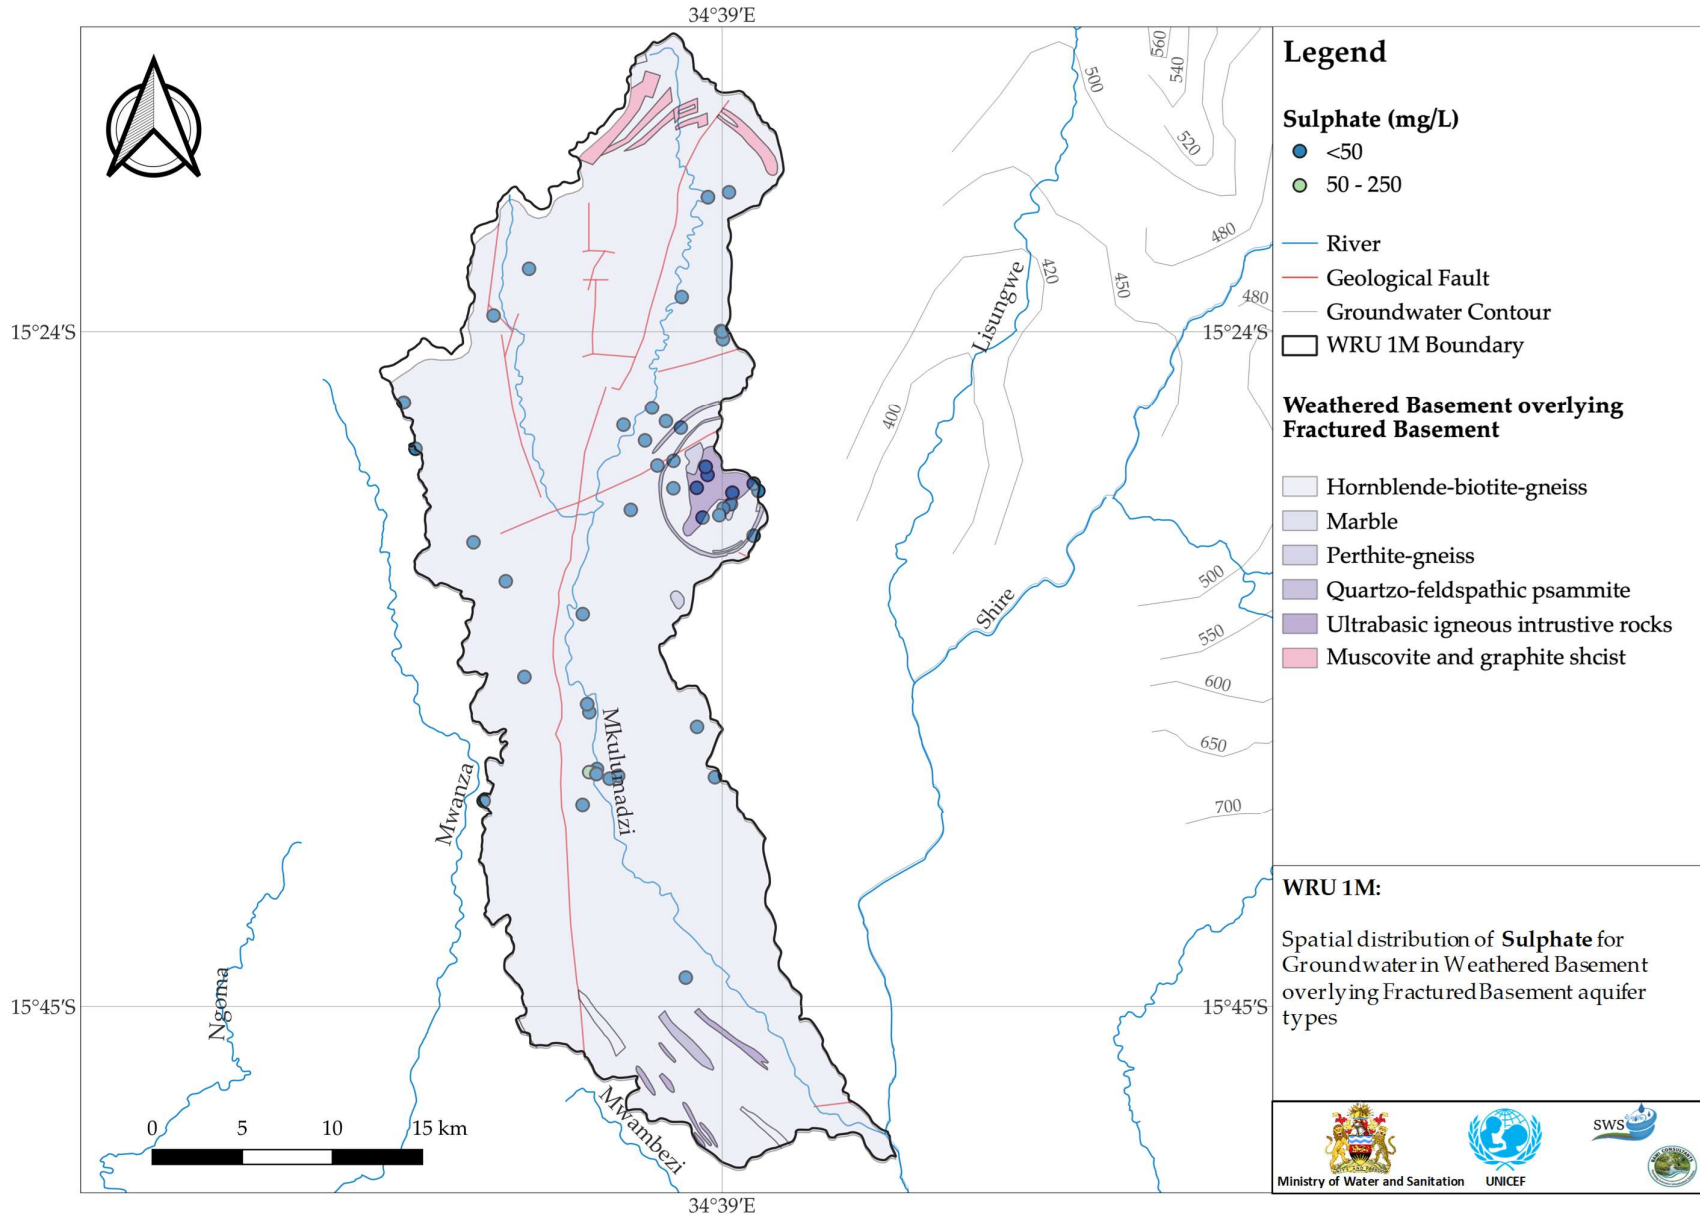 34°39'E
Legend
Sulphate (mg/L)
<50
50 - 250
River
Geological Fault
Groundwater Contour
WRU 1M Boundary
Weathered Basement overlying
Fractured Basement
Hornblende-biotite-gneiss
Marble
Perthite-gneiss
Quartzo-feldspathic psammite
Ultrabasic igneous intrustive rocks
Muscovite and graphite shcist
WRU 1M:
Spatial distribution of Sulphate for
Groundwater in Weathered Basement
overlying Fractured Basement aquifer
types
Ministry of Water and Sanitation
UNICEF
SWS
560
540
500
520
480
420
450
480
400
500
550
600
650
700
15°24'S
15°24'S
Lisungwe
Shire
Mkulumadzi
Mwanza
Ngoma
Mwambezi
15°45'S
15°45'S
0 5 10 15 km
34°39'E